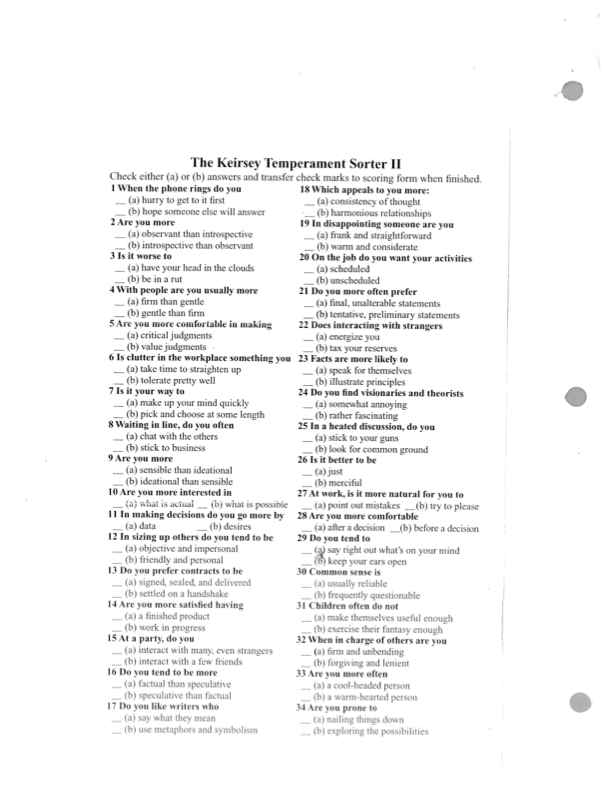 The Keirsey Temperament Sorter II
Check either (a) or (b) answers and transfer check marks to scoring form when finished.
1 When the phone rings do you
__ (a) hurry to get to it first
__ (b) hope someone else will answer
2 Are you more
__ (a) observant than introspective
__ (b) introspective than observant
3 Is it worse to
__ (a) have your head in the clouds
__ (b) be in a rut
4 With people are you usually more
__ (a) firm than gentle
__ (b) gentle than firm
5 Are you more comfortable in making
__ (a) critical judgments
__ (b) value judgments
6 Is clutter in the workplace something you
__ (a) take time to straighten up
__ (b) tolerate pretty well
7 Is it your way to
__ (a) make up your mind quickly
__ (b) pick and choose at some length
8 Waiting in line, do you often
__ (a) chat with the others
__ (b) stick to business
9 Are you more
__ (a) sensible than ideational
__ (b) ideational than sensible
10 Are you more interested in
__ (a) what is actual __ (b) what is possible
11 In making decisions do you go more by
__ (a) data __ (b) desires
12 In sizing up others do you tend to be
__ (a) objective and impersonal
__ (b) friendly and personal
13 Do you prefer contracts to be
__ (a) signed, sealed, and delivered
__ (b) settled on a handshake
14 Are you more satisfied having
__ (a) a finished product
__ (b) work in progress
15 At a party, do you
__ (a) interact with many, even strangers
__ (b) interact with a few friends
16 Do you tend to be more
__ (a) factual than speculative
__ (b) speculative than factual
17 Do you like writers who
__ (a) say what they mean
__ (b) use metaphors and symbolism
18 Which appeals to you more:
__ (a) consistency of thought
__ (b) harmonious relationships
19 In disappointing someone are you
__ (a) frank and straightforward
__ (b) warm and considerate
20 On the job do you want your activities
__ (a) scheduled
__ (b) unscheduled
21 Do you more often prefer
__ (a) final, unalterable statements
__ (b) tentative, preliminary statements
22 Does interacting with strangers
__ (a) energize you
__ (b) tax your reserves
23 Facts are more likely to
__ (a) speak for themselves
__ (b) illustrate principles
24 Do you find visionaries and theorists
__ (a) somewhat annoying
__ (b) rather fascinating
25 In a heated discussion, do you
__ (a) stick to your guns
__ (b) look for common ground
26 Is it better to be
__ (a) just
__ (b) merciful
27 At work, is it more natural for you to
__ (a) point out mistakes __(b) try to please
28 Are you more comfortable
__ (a) after a decision __(b) before a decision
29 Do you tend to
__ (a) say right out what's on your mind
__ (b) keep your ears open
30 Common sense is
__ (a) usually reliable
__ (b) frequently questionable
31 Children often do not
__ (a) make themselves useful enough
__ (b) exercise their fantasy enough
32 When in charge of others are you
__ (a) firm and unbending
__ (b) forgiving and lenient
33 Are you more often
__ (a) a cool-headed person
__ (b) a warm-hearted person
34 Are you prone to
__ (a) nailing things down
__ (b) exploring the possibilities